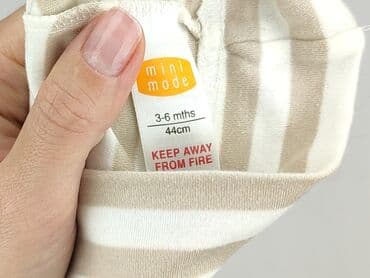 mini
mode
3-6 mths
44cm
KEEP AWAY
FROM FIRE